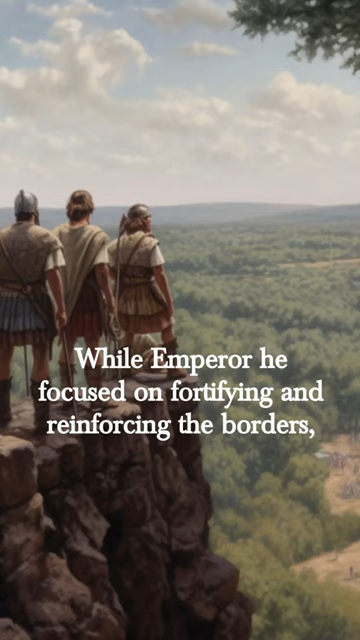 While Emperor he
focused on fortifying and
reinforcing the borders,